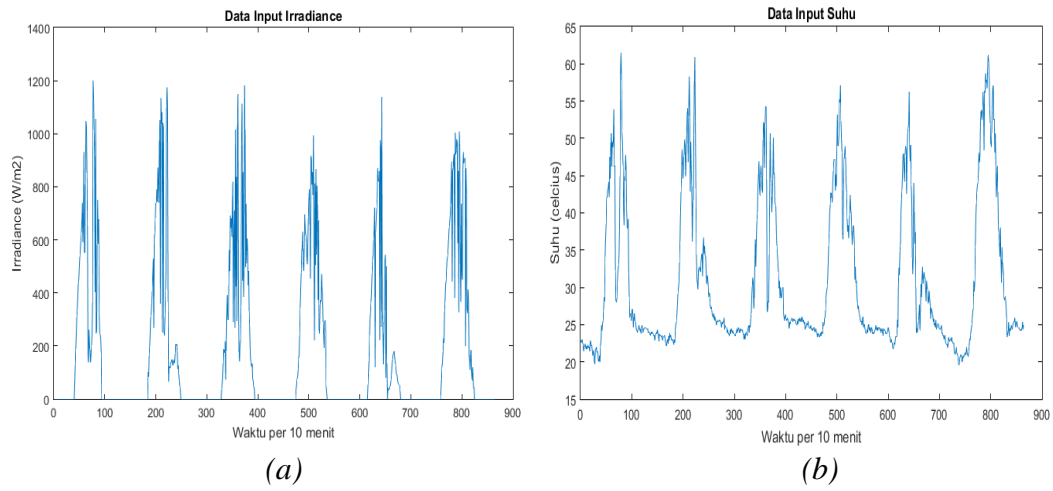 Data Input Irradiance
1400
1200
1000
800
600
400
200
0
Irradiance (W/m2)
0 100 200 300 400 500 600 700 800 900
Waktu per 10 menit
(a)
Data Input Suhu
65
60
55
50
45
40
35
30
25
20
15
Suhu (celcius)
0 100 200 300 400 500 600 700 800 900
Waktu per 10 menit
(b)